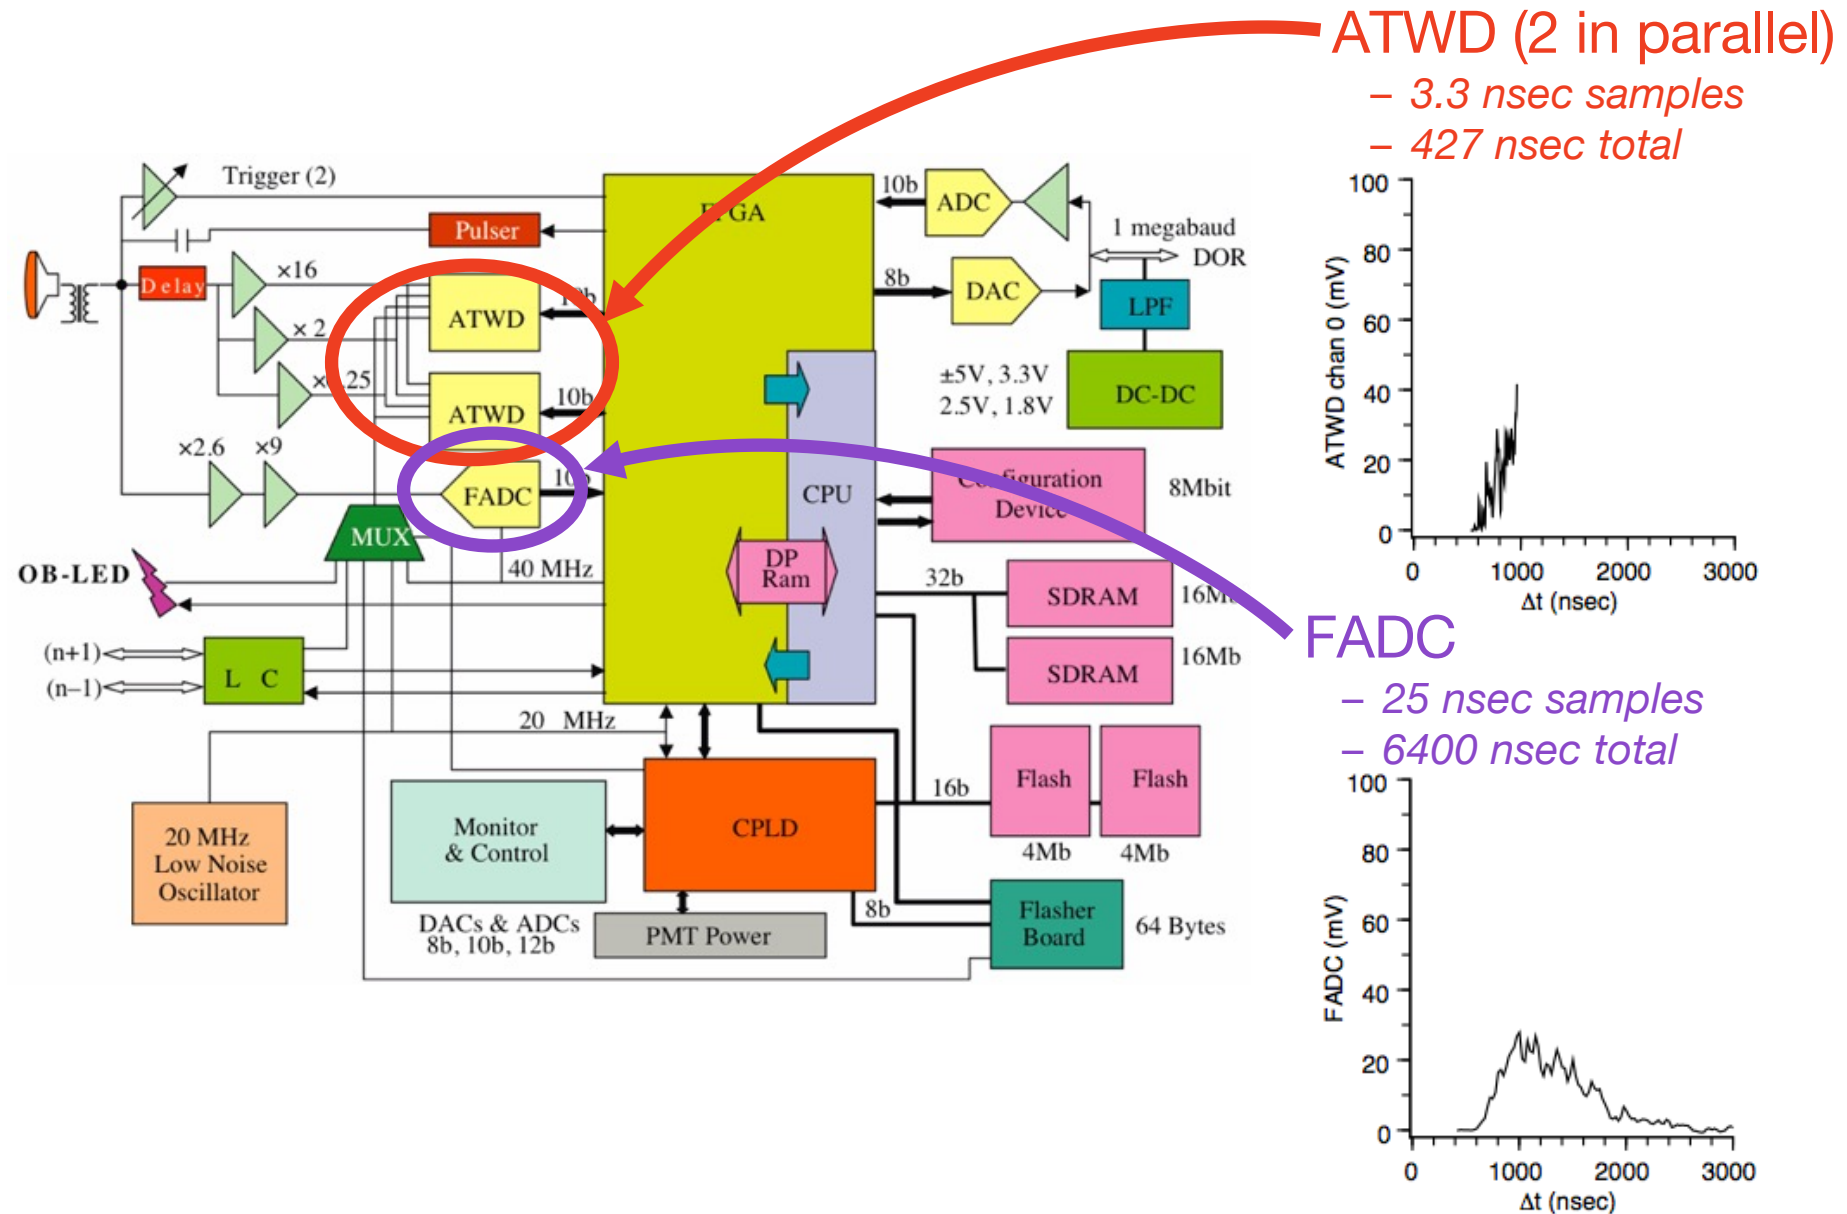 ATWD (2 in parallel)
– 3.3 nsec samples
– 427 nsec total
Trigger (2)
Pulser
Delay
×16
× 2
ATWD
ATWD
10b
×2.6
×9
FADC
MUX
OB-LED
40 MHz
(n+1)
(n–1)
L C
20 MHz
20 MHz
Low Noise
Oscillator
Monitor
& Control
DACs & ADCs
8b, 10b, 12b
CPLD
PMT Power
CPU
DP
Ram
10b
ADC
8b
DAC
1 megabaud
DOR
LPF
DC-DC
±5V, 3.3V
2.5V, 1.8V
Configuration
Device
8Mbit
32b
SDRAM
16Mb
SDRAM
16Mb
16b
Flash
Flash
4Mb
4Mb
8b
Flasher
Board
64 Bytes
ATWD chan 0 (mV)
100
80
60
40
20
0
0
1000
2000
3000
Δt (nsec)
FADC
– 25 nsec samples
– 6400 nsec total
FADC (mV)
100
80
60
40
20
0
0
1000
2000
3000
Δt (nsec)